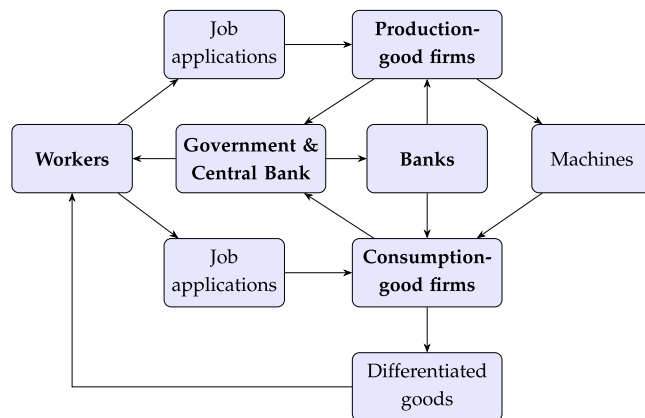 Job
applications
Production-
good firms
Workers
Government &
Central Bank
Banks
Machines
Job
applications
Consumption-
good firms
Differentiated
goods